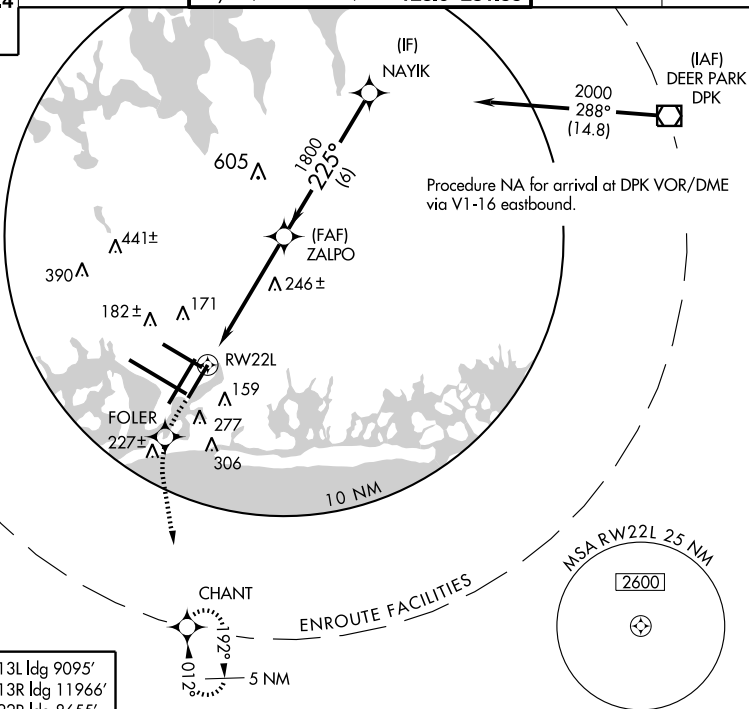 (IF)
NAYIK
(IAF)
DEER PARK
DPK
2000
288°
(14.8)
1800
225°
(6)
605
Procedure NA for arrival at DPK VOR/DME
via V1-16 eastbound.
(FAF)
ZALPO
441±
390
246±
182±
171
RW22L
159
FOLER
277
227±
306
10 NM
MSA RW22L 25 NM
2600
CHANT
ENROUTE FACILITIES
192°
012°
5 NM
13L ldg 9095'
13R ldg 11966'